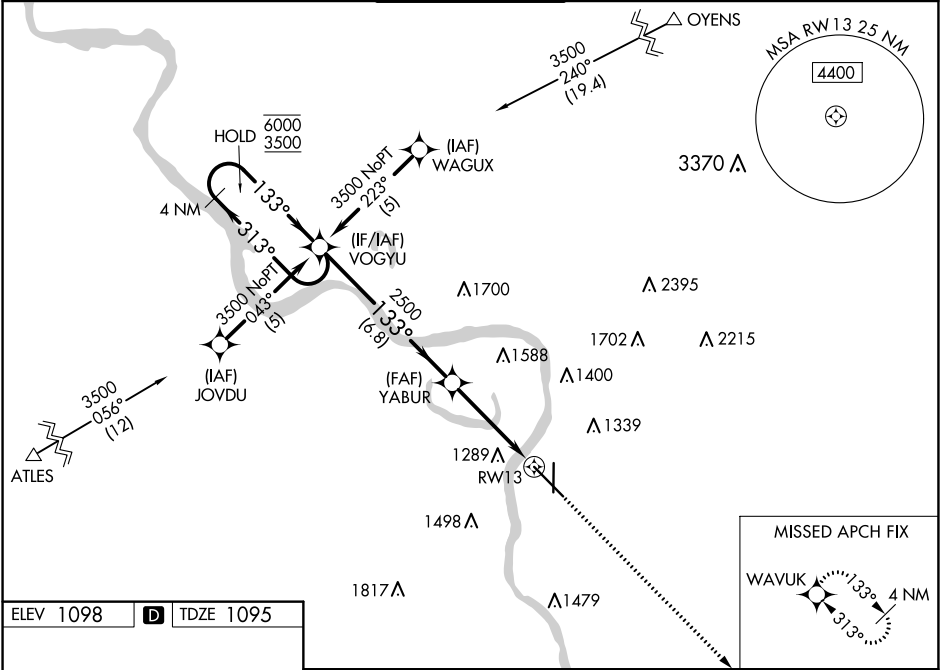 OYENS
3500
240°
(19.4)
MSA RW13 25 NM
4400
HOLD
6000
3500
(IAF)
WAGUX
3370
3500 NoPT
223°
(5)
4 NM
133°
313°
(IF/IAF)
VOGYU
3500 NoPT
043°
(5)
1700
2395
2500
133°
(6.8)
1702
2215
1588
(IAF)
JOVDU
(FAF)
YABUR
1400
3500
056°
(12)
1339
ATLES
1289
RW13
1498
MISSED APCH FIX
WAVUK
133°
4 NM
313°
1817
1479
ELEV 1098 D TDZE 1095